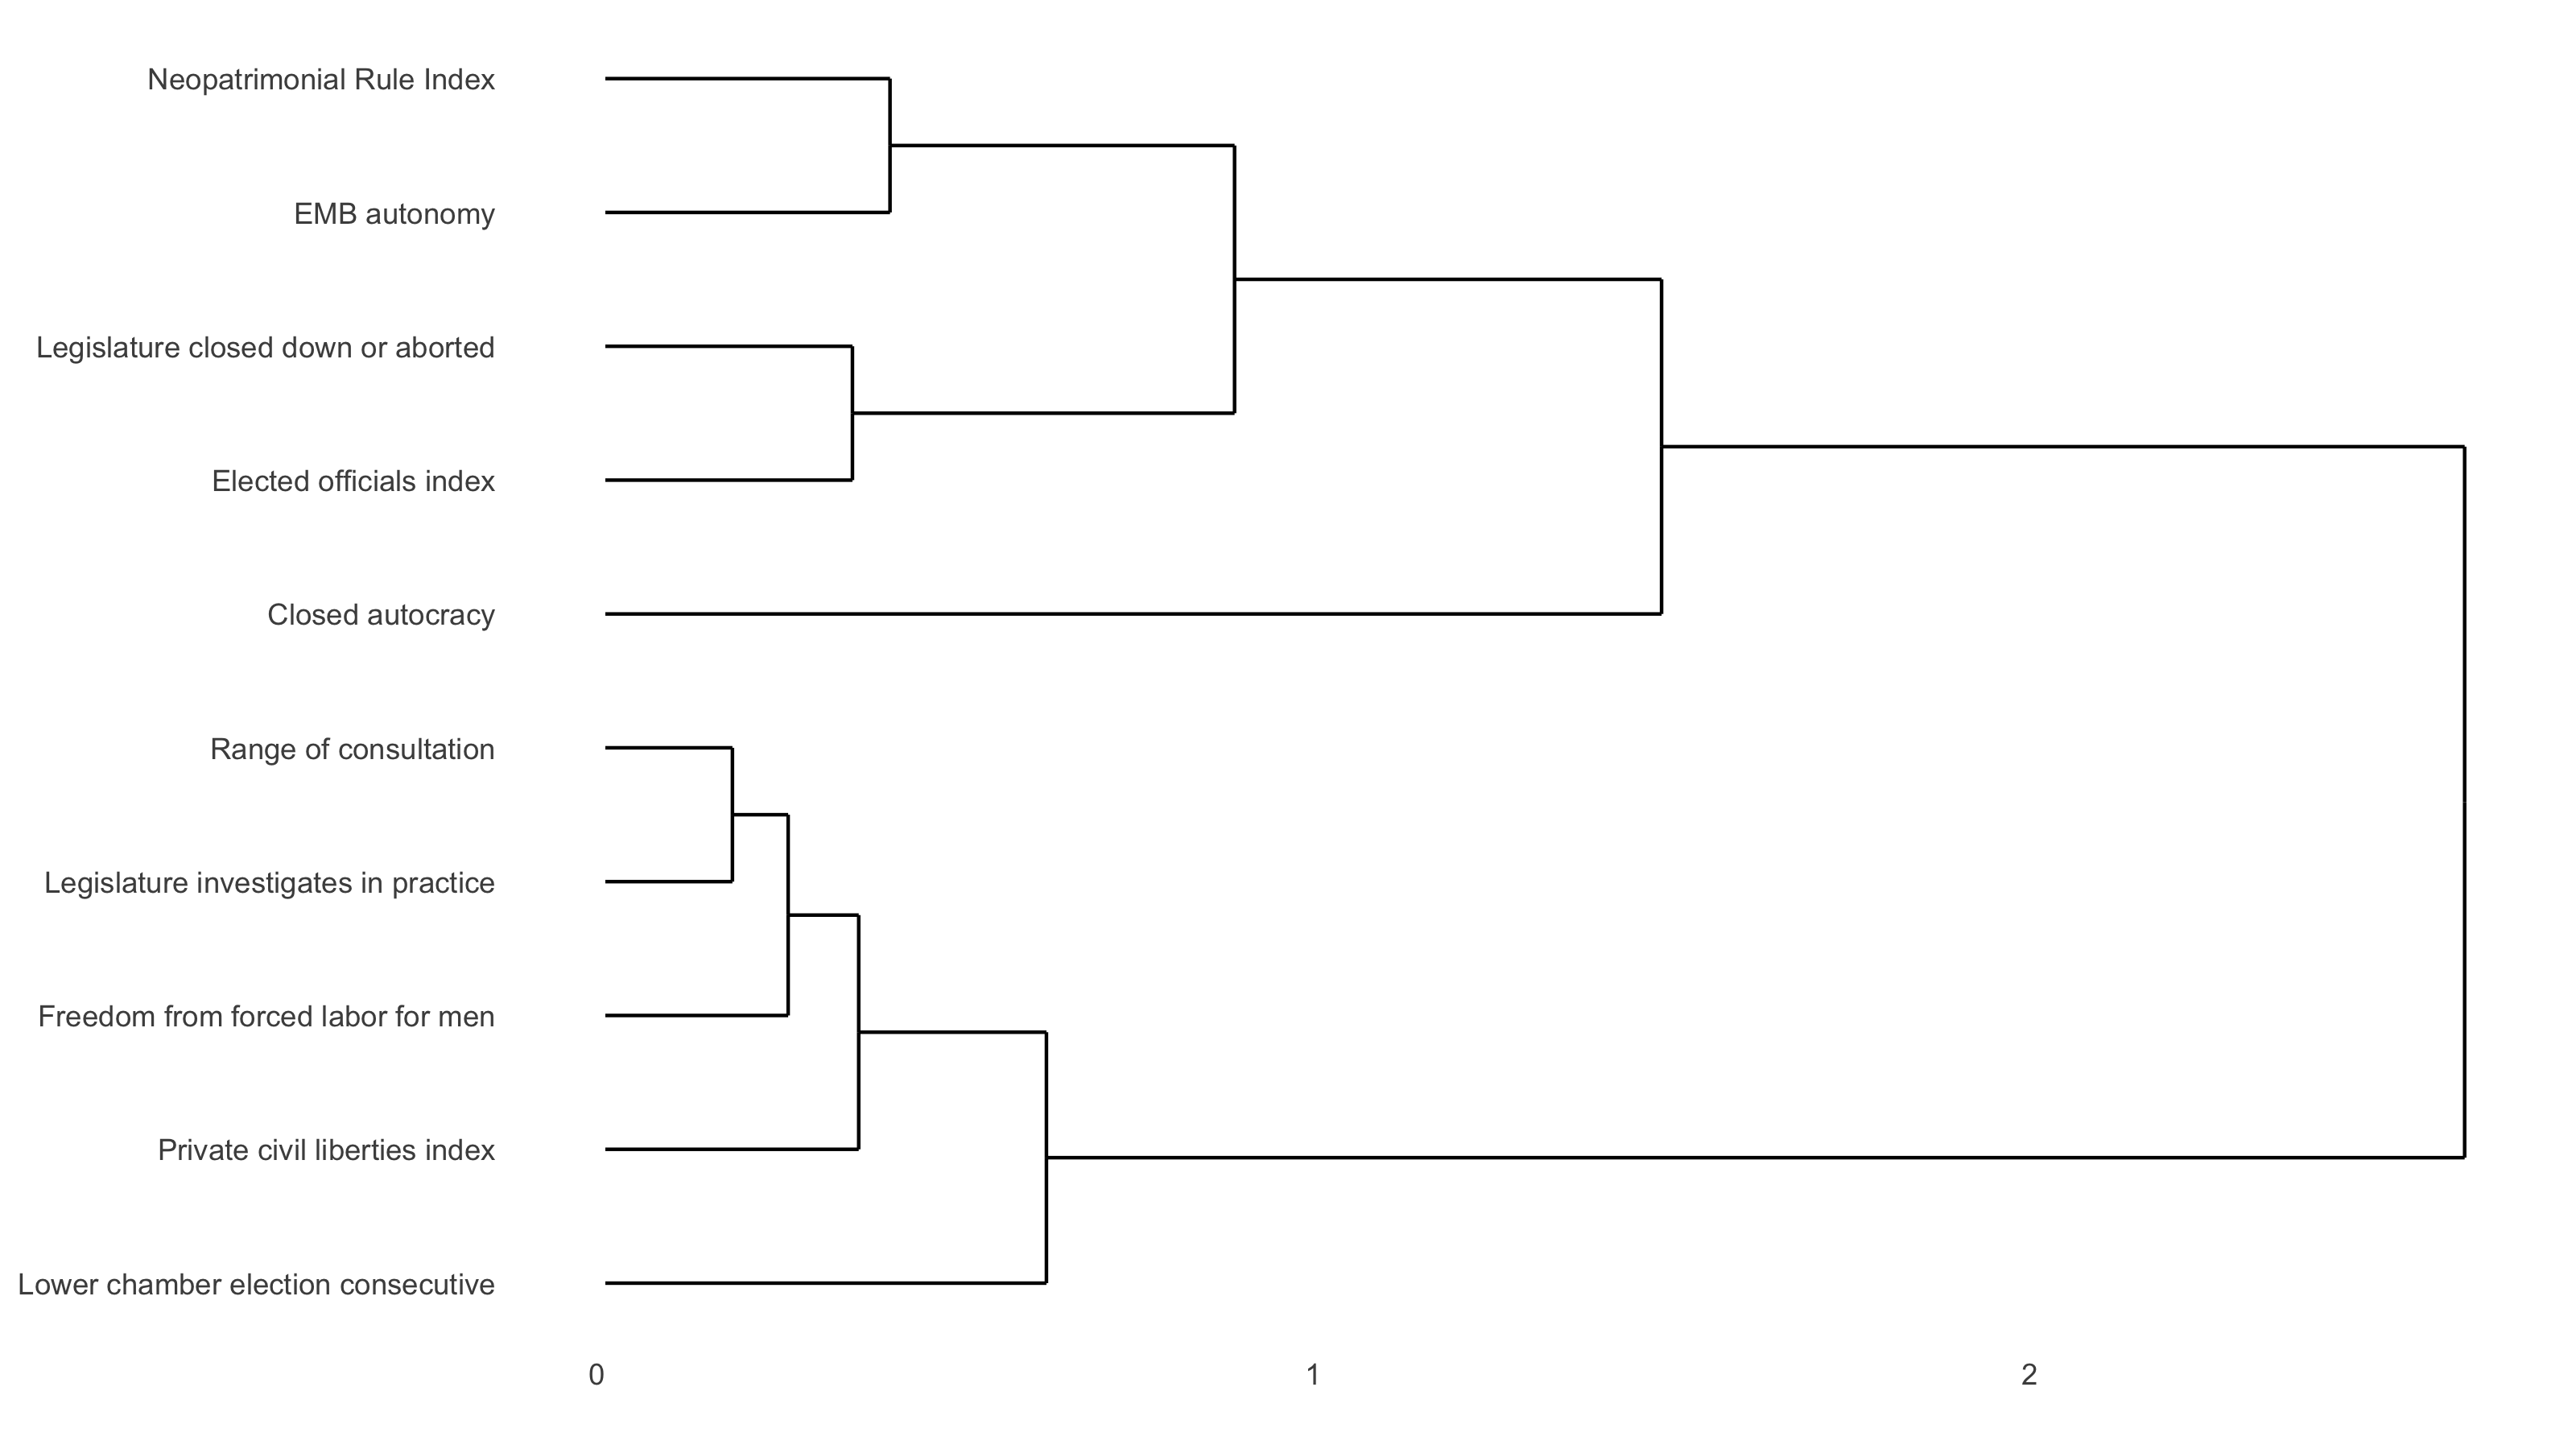 Neopatrimonial Rule Index
EMB autonomy
Legislature closed down or aborted
Elected officials index
Closed autocracy
Range of consultation
Legislature investigates in practice
Freedom from forced labor for men
Private civil liberties index
Lower chamber election consecutive
0 1 2